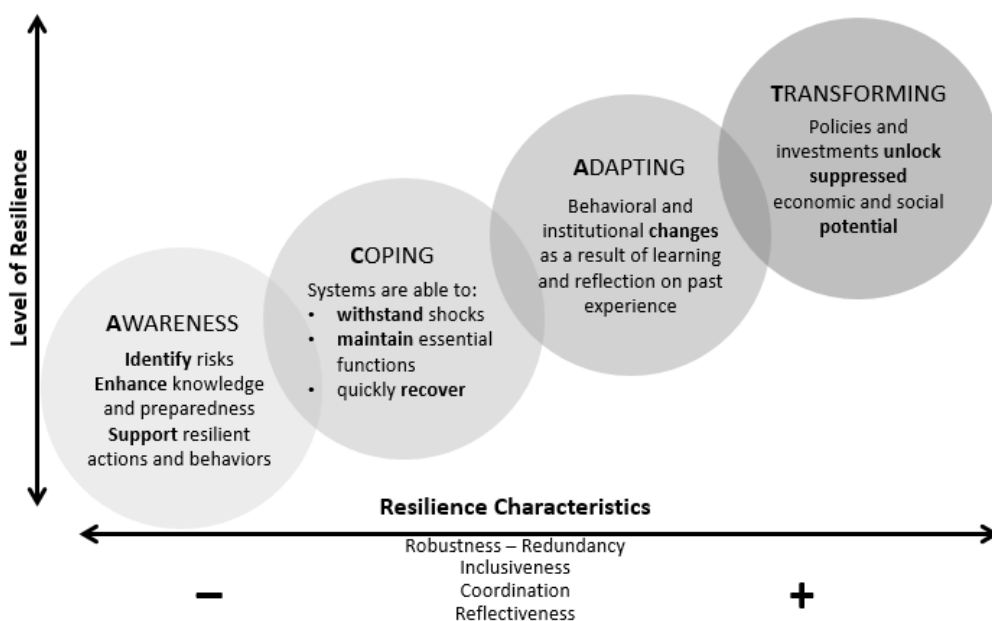 Level of Resilience
AWARENESS
Identify risks
Enhance knowledge
and preparedness
Support resilient
actions and behaviors
COPING
Systems are able to:
• withstand shocks
• maintain essential
functions
• quickly recover
ADAPTING
Behavioral and
institutional changes
as a result of learning
and reflection on past
experience
TRANSFORMING
Policies and
investments unlock
suppressed
economic and social
potential
Resilience Characteristics
Robustness – Redundancy
Inclusiveness
Coordination
Reflectiveness
– +